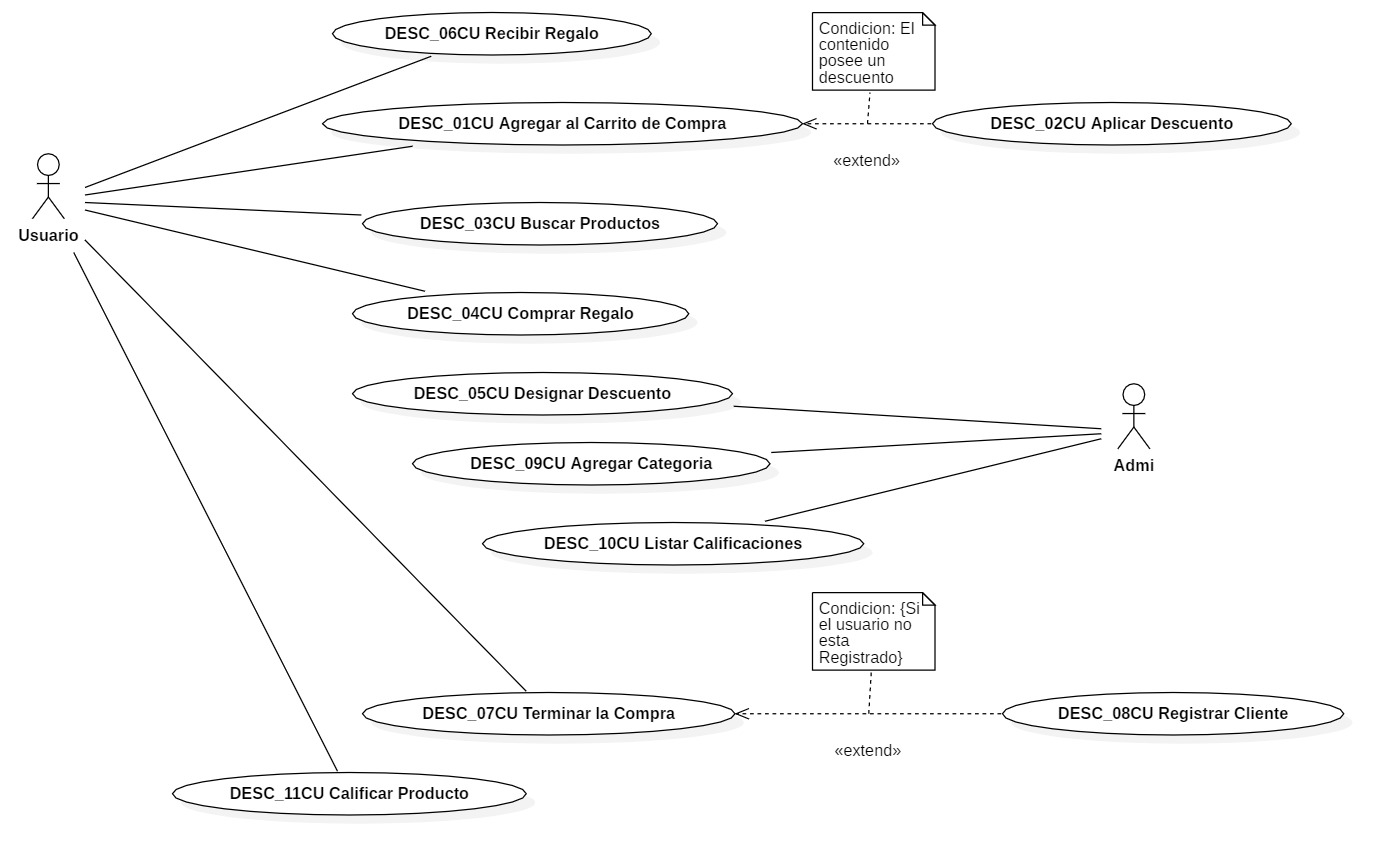 DESC_06CU Recibir Regalo
Condicion: El
contenido
posee un
descuento
DESC_01CU Agregar al Carrito de Compra
DESC_02CU Aplicar Descuento
«extend»
DESC_03CU Buscar Productos
Usuario
DESC_04CU Comprar Regalo
DESC_05CU Designar Descuento
DESC_09CU Agregar Categoria
Admi
DESC_10CU Listar Calificaciones
Condicion: {Si
el usuario no
esta
Registrado}
DESC_07CU Terminar la Compra
DESC_08CU Registrar Cliente
«extend»
DESC_11CU Calificar Producto